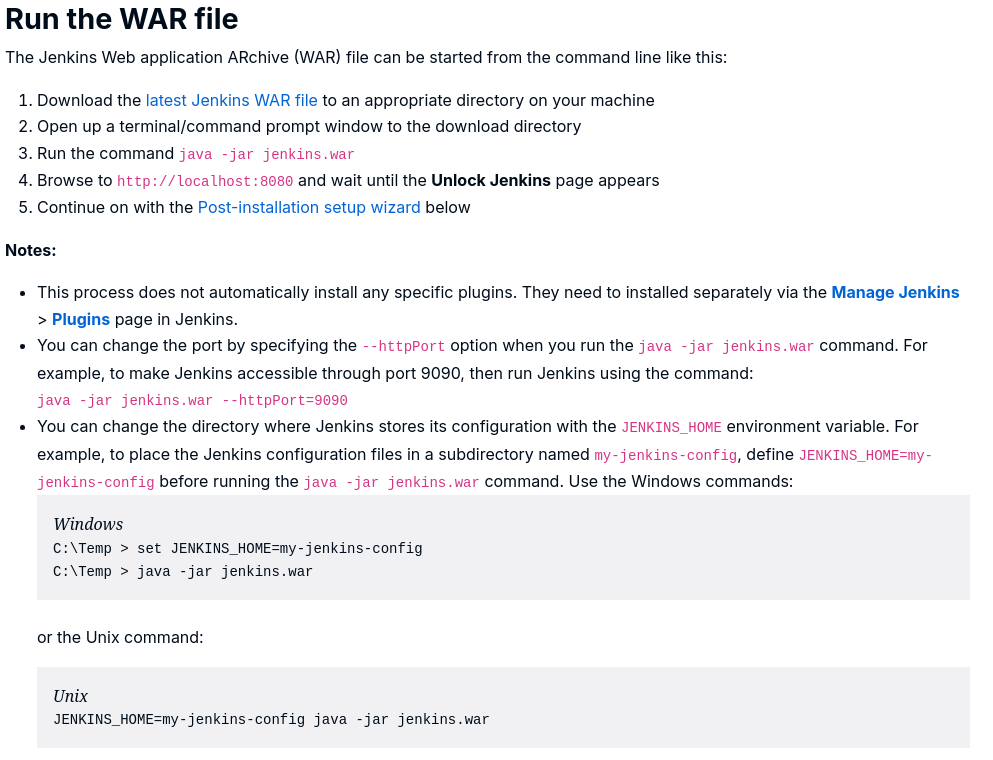 Run the WAR file
The Jenkins Web application ARchive (WAR) file can be started from the command line like this:
1. Download the latest Jenkins WAR file to an appropriate directory on your machine
2. Open up a terminal/command prompt window to the download directory
3. Run the command java -jar jenkins.war
4. Browse to http://localhost:8080 and wait until the Unlock Jenkins page appears
5. Continue on with the Post-installation setup wizard below
Notes:
• This process does not automatically install any specific plugins. They need to installed separately via the Manage Jenkins
> Plugins page in Jenkins.
• You can change the port by specifying the --httpPort option when you run the java -jar jenkins.war command. For
example, to make Jenkins accessible through port 9090, then run Jenkins using the command:
java -jar jenkins.war --httpPort=9090
• You can change the directory where Jenkins stores its configuration with the JENKINS_HOME environment variable. For
example, to place the Jenkins configuration files in a subdirectory named my-jenkins-config, define JENKINS_HOME=my-
jenkins-config before running the java -jar jenkins.war command. Use the Windows commands:
Windows
C:\Temp > set JENKINS_HOME=my-jenkins-config
C:\Temp > java -jar jenkins.war
or the Unix command:
Unix
JENKINS_HOME=my-jenkins-config java -jar jenkins.war